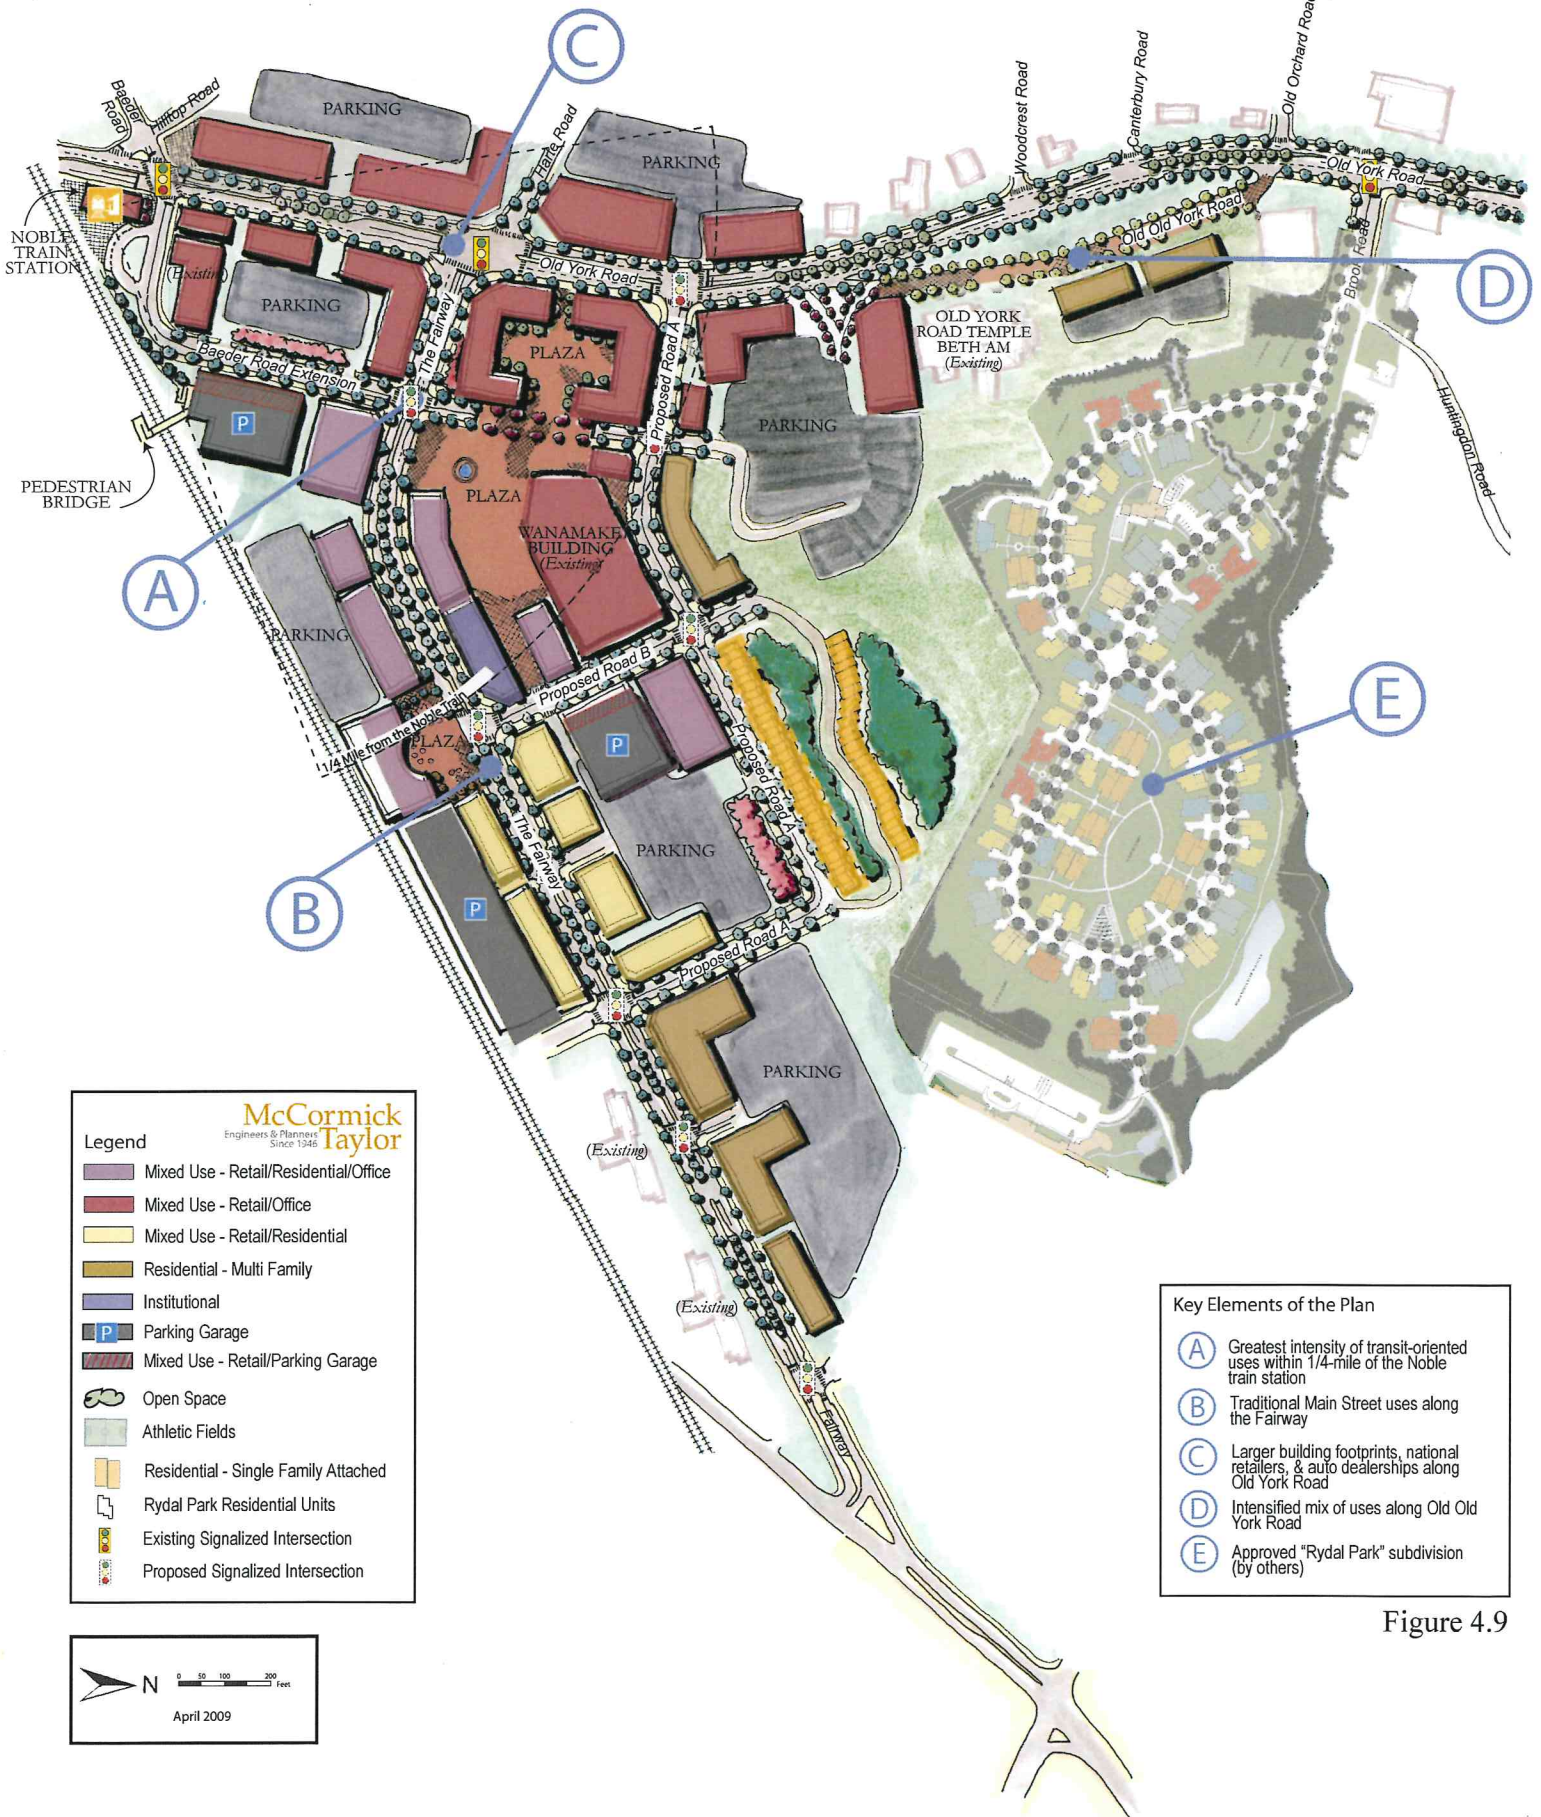 C
Baeder
Road
Hilltop Road
PARKING
Harte Road
PARKING
Woodcrest Road
Canterbury Road
Old Orchard Road
Old York Road
NOBLE
TRAIN
STATION
(Existing)
PARKING
Old York Road
Old Old York Road
D
Brook Road
The Fairway
PLAZA
Proposed Road A
OLD YORK
ROAD TEMPLE
BETH AM
(Existing)
Baeder Road Extension
P
PARKING
Huntingdon Road
PEDESTRIAN
BRIDGE
PLAZA
WANAMAKER
BUILDING
(Existing)
A
PARKING
Proposed Road B
E
1/4 Mile from the Noble Train
PLAZA
P
Proposed Road A
The Fairway
PARKING
B
P
Proposed Road A
PARKING
(Existing)
(Existing)
Fairway
McCormick
Taylor
Engineers & Planners
Since 1946
Legend
Mixed Use - Retail/Residential/Office
Mixed Use - Retail/Office
Mixed Use - Retail/Residential
Residential - Multi Family
Institutional
P Parking Garage
Mixed Use - Retail/Parking Garage
Open Space
Athletic Fields
Residential - Single Family Attached
Rydal Park Residential Units
Existing Signalized Intersection
Proposed Signalized Intersection
N
0 50 100 200
Feet
April 2009
Key Elements of the Plan
A Greatest intensity of transit-oriented
uses within 1/4-mile of the Noble
train station
B Traditional Main Street uses along
the Fairway
C Larger building footprints, national
retailers, & auto dealerships along
Old York Road
D Intensified mix of uses along Old Old
York Road
E Approved "Rydal Park" subdivision
(by others)
Figure 4.9